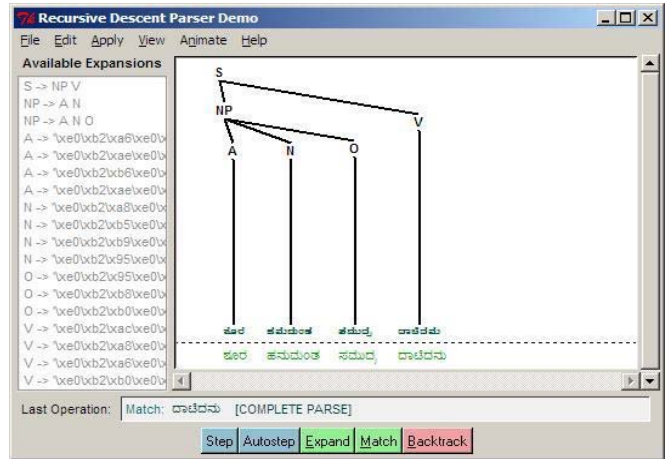 Recursive Descent Parser Demo
File Edit Apply View Animate Help
Available Expansions
S -> NP V
NP -> A N
NP -> A N O
A -> "\xe0\xb2\xa6\xe0\x
A -> "\xe0\xb2\xae\xe0\x
A -> "\xe0\xb2\xb6\xe0\x
A -> "\xe0\xb2\xae\xe0\x
N -> "\xe0\xb2\xa8\xe0\x
N -> "\xe0\xb2\xb5\xe0\x
N -> "\xe0\xb2\xb9\xe0\x
N -> "\xe0\xb2\x95\xe0\x
O -> "\xe0\xb2\x95\xe0\x
O -> "\xe0\xb2\xb8\xe0\x
O -> "\xe0\xb2\xb0\xe0\x
V -> "\xe0\xb2\xac\xe0\x
V -> "\xe0\xb2\xa8\xe0\x
V -> "\xe0\xb2\xa6\xe0\x
V -> "\xe0\xb2\xb0\xe0\x
S
NP
V
A N O
ಶೂರ ಹನುಮಂತ ಸಮುದ್ರ ದಾಟಿದನು
ಶೂರ ಹನುಮಂತ ಸಮುದ್ರ ದಾಟಿದನು
Last Operation: Match: ದಾಟಿದನು [COMPLETE PARSE]
Step Autostep Expand Match Backtrack